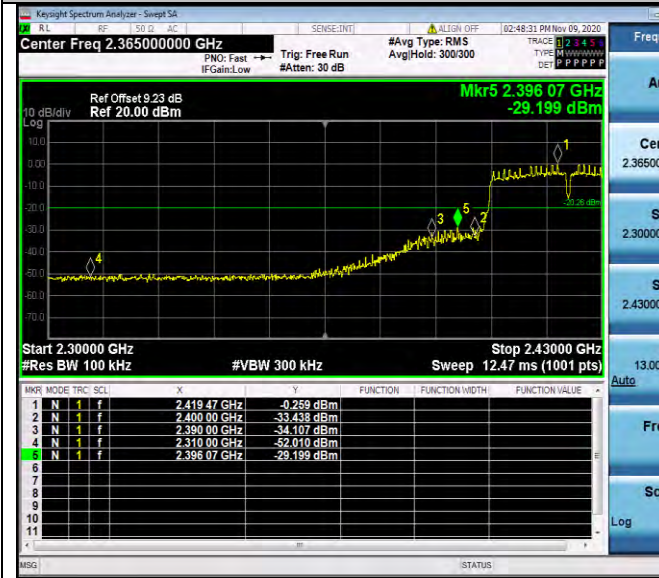 Keysight Spectrum Analyzer - Swept SA
RL RF 50 Ω AC SENSE:INT ALIGN OFF 02:48:31 PM Nov 09, 2020
Center Freq 2.365000000 GHz #Avg Type: RMS TRACE 1 2 3 4 5 6
PNO: Fast Trig: Free Run Avg|Hold: 300/300 TYPE M W W W W W
IFGain:Low #Atten: 30 dB DET P P P P P P
Mkr5 2.396 07 GHz
-29.199 dBm
Ref Offset 9.23 dB
10 dB/div Ref 20.00 dBm
Log
10.0
0.00
-10.0
-20.0
-30.0
-40.0
-50.0
-60.0
-70.0
1
2
3
4
5
-20.26 dBm
Start 2.30000 GHz Stop 2.43000 GHz
#Res BW 100 kHz #VBW 300 kHz Sweep 12.47 ms (1001 pts)
MKR MODE TRC SCL X Y FUNCTION FUNCTION WIDTH FUNCTION VALUE
1 N 1 f 2.419 47 GHz -0.259 dBm
2 N 1 f 2.400 00 GHz -33.438 dBm
3 N 1 f 2.390 00 GHz -34.107 dBm
4 N 1 f 2.310 00 GHz -52.010 dBm
5 N 1 f 2.396 07 GHz -29.199 dBm
6
7
8
9
10
11
MSG STATUS
Frequ
Au
Cen
2.36500
S
2.30000
S
2.43000
13.00
Auto
Fre
Sc
Log